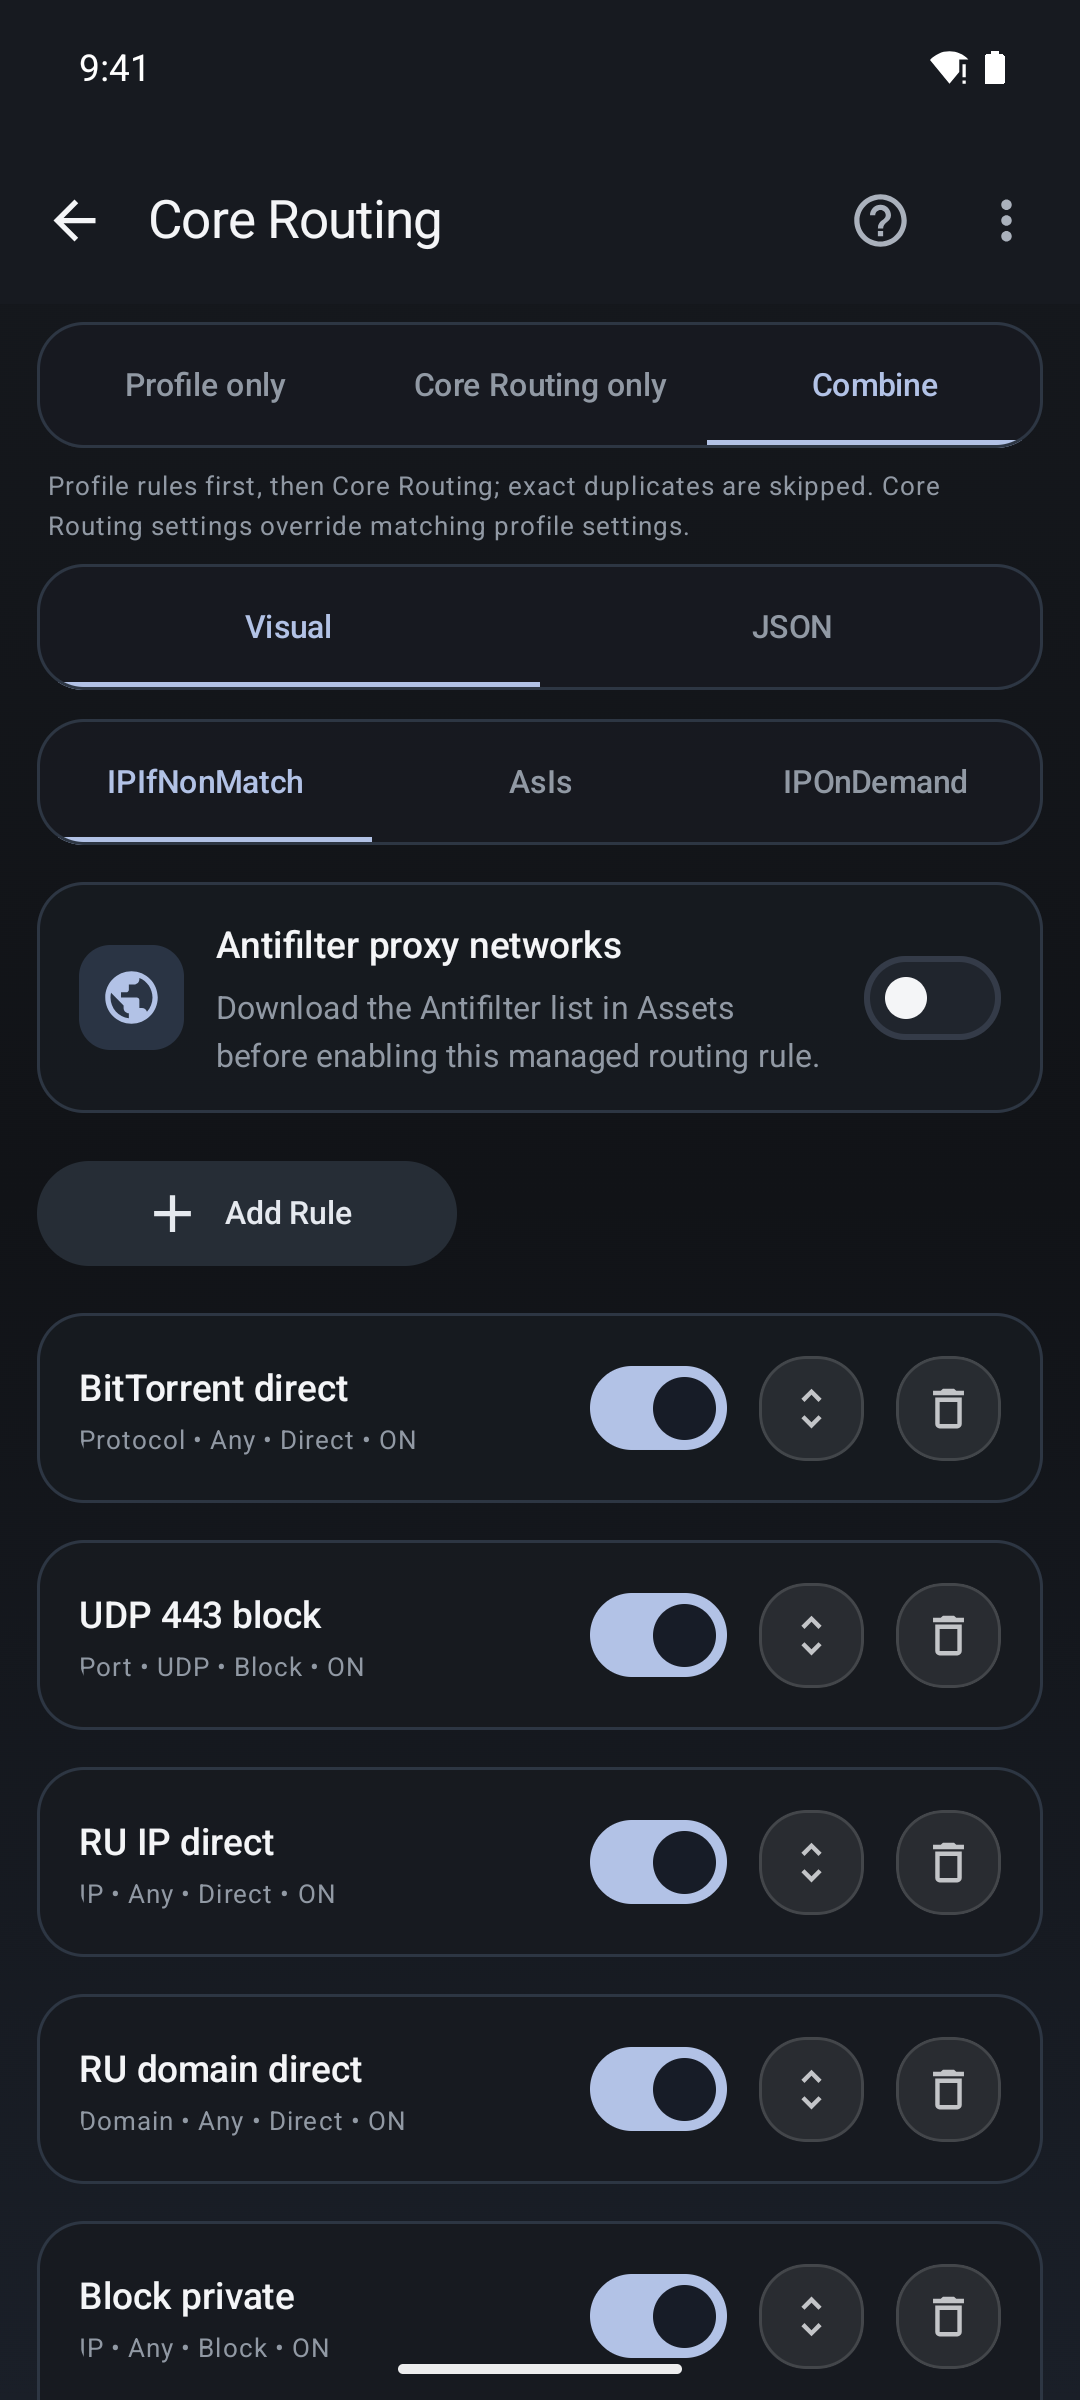 9:41
Core Routing
Profile only
Core Routing only
Combine
Profile rules first, then Core Routing; exact duplicates are skipped. Core
Routing settings override matching profile settings.
Visual
JSON
IPIfNonMatch
AsIs
IPOnDemand
Antifilter proxy networks
Download the Antifilter list in Assets
before enabling this managed routing rule.
Add Rule
BitTorrent direct
Protocol • Any • Direct • ON
UDP 443 block
Port • UDP • Block • ON
RU IP direct
IP • Any • Direct • ON
RU domain direct
Domain • Any • Direct • ON
Block private
IP • Any • Block • ON